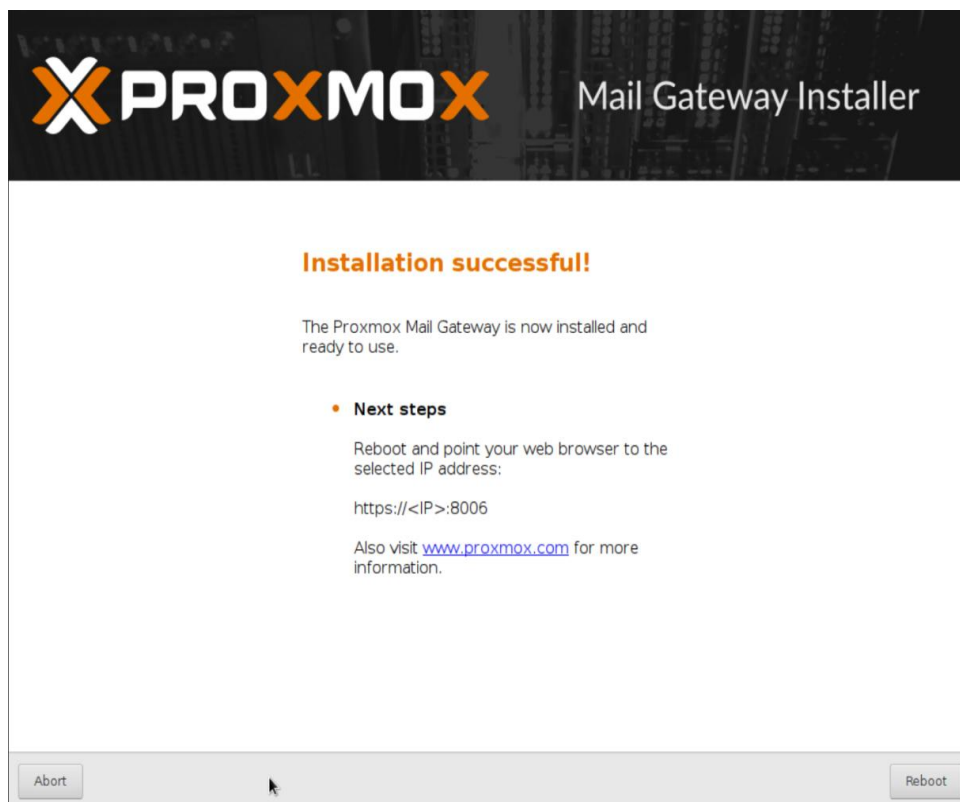 PROXMOX
Mail Gateway Installer
Installation successful!
The Proxmox Mail Gateway is now installed and
ready to use.
• Next steps
Reboot and point your web browser to the
selected IP address:
https://<IP>:8006
Also visit www.proxmox.com for more
information.
Abort
Reboot